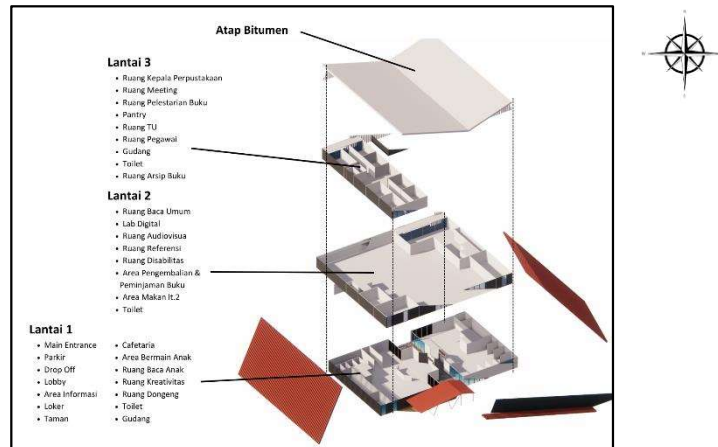 Atap Bitumen
Lantai 3
• Ruang Kepala Perpustakaan
• Ruang Meeting
• Ruang Pelestarian Buku
• Pantry
• Ruang TU
• Ruang Pegawai
• Gudang
• Toilet
• Ruang Arsip Buku
Lantai 2
• Ruang Baca Umum
• Lab Digital
• Ruang Audiovisua
• Ruang Referensi
• Ruang Disabilitas
• Area Pengembalian &
Peminjaman Buku
• Area Makan lt.2
• Toilet
Lantai 1
• Main Entrance
• Parkir
• Drop Off
• Lobby
• Area Informasi
• Loker
• Taman
• Cafetaria
• Area Bermain Anak
• Ruang Baca Anak
• Ruang Kreativitas
• Ruang Dongeng
• Toilet
• Gudang